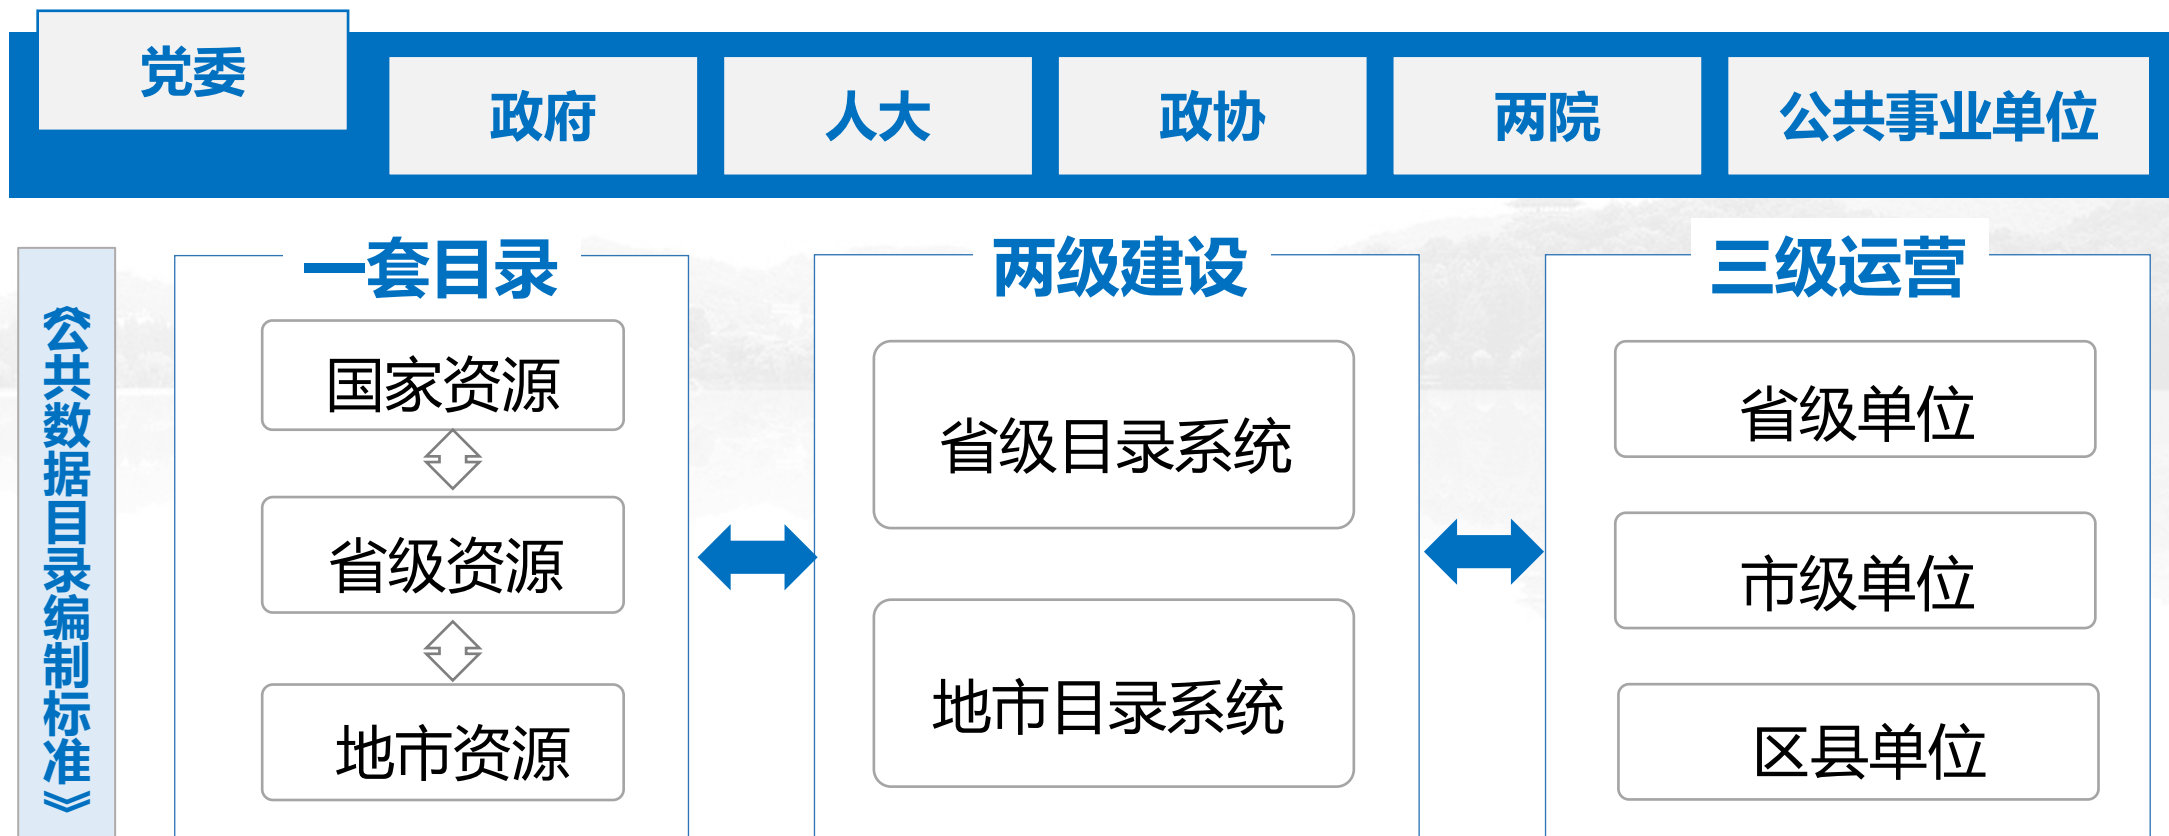 党委
政府
人大
政协
两院
公共事业单位
《公共数据目录编制标准》
一套目录
国家资源
省级资源
地市资源
两级建设
省级目录系统
地市目录系统
三级运营
省级单位
市级单位
区县单位